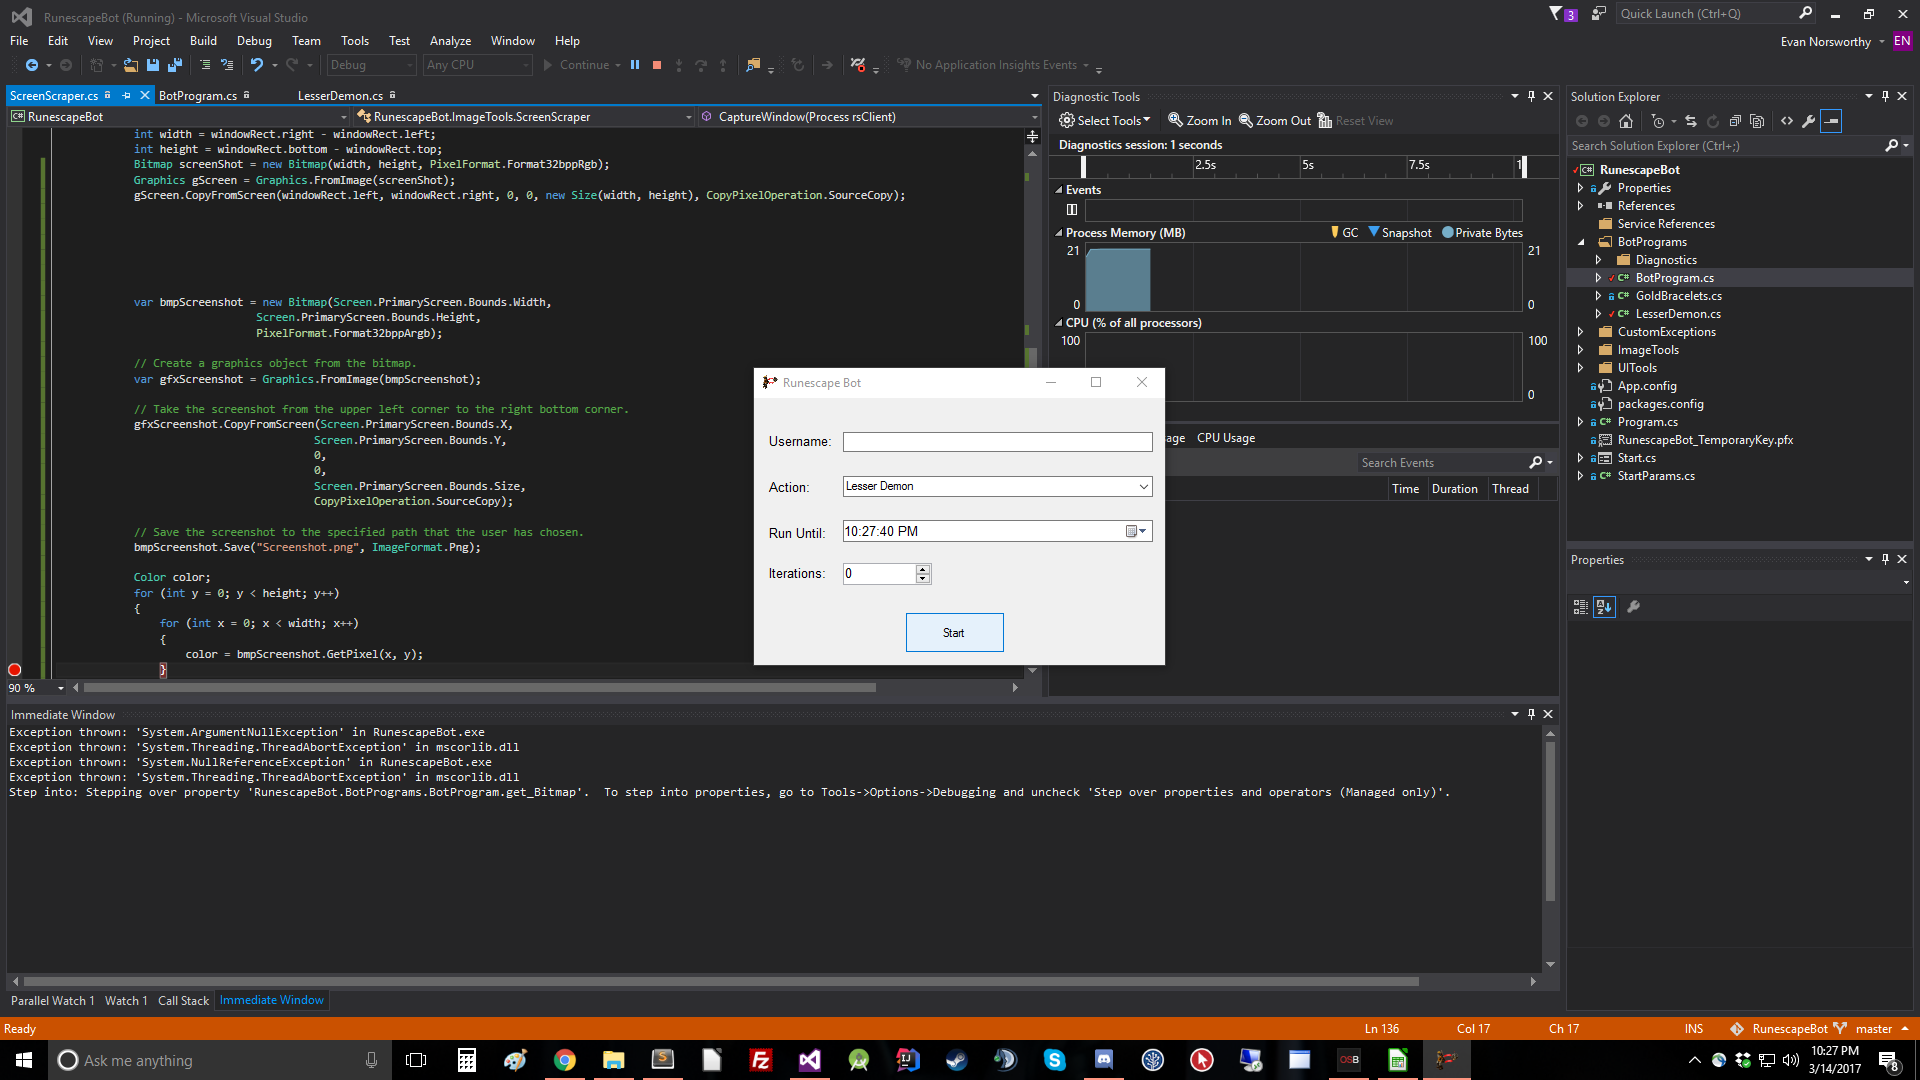 RunescapeBot (Running) - Microsoft Visual Studio
3
Quick Launch (Ctrl+Q)
File Edit View Project Build Debug Team Tools Test Analyze Window Help
Evan Norsworthy EN
Debug Any CPU Continue No Application Insights Events
ScreenScraper.cs BotProgram.cs LesserDemon.cs
RunescapeBot RunescapeBot.ImageTools.ScreenScraper CaptureWindow(Process rsClient)
int width = windowRect.right - windowRect.left;
int height = windowRect.bottom - windowRect.top;
Bitmap screenShot = new Bitmap(width, height, PixelFormat.Format32bppRgb);
Graphics gScreen = Graphics.FromImage(screenShot);
gScreen.CopyFromScreen(windowRect.left, windowRect.right, 0, 0, new Size(width, height), CopyPixelOperation.SourceCopy);
var bmpScreenshot = new Bitmap(Screen.PrimaryScreen.Bounds.Width,
Screen.PrimaryScreen.Bounds.Height,
PixelFormat.Format32bppArgb);
// Create a graphics object from the bitmap.
var gfxScreenshot = Graphics.FromImage(bmpScreenshot);
// Take the screenshot from the upper left corner to the right bottom corner.
gfxScreenshot.CopyFromScreen(Screen.PrimaryScreen.Bounds.X,
Screen.PrimaryScreen.Bounds.Y,
0,
0,
Screen.PrimaryScreen.Bounds.Size,
CopyPixelOperation.SourceCopy);
// Save the screenshot to the specified path that the user has chosen.
bmpScreenshot.Save("Screenshot.png", ImageFormat.Png);
Color color;
for (int y = 0; y < height; y++)
{
for (int x = 0; x < width; x++)
{
color = bmpScreenshot.GetPixel(x, y);
}
90 %
Diagnostic Tools
Select Tools Zoom In Zoom Out Reset View
Diagnostics session: 1 seconds
2.5s 5s 7.5s 1
Events
Process Memory (MB) GC Snapshot Private Bytes
21 21
0 0
CPU (% of all processors)
100 100
0
age CPU Usage
Search Events
Time Duration Thread
Runescape Bot
Username:
Action: Lesser Demon
Run Until: 10:27:40 PM
Iterations: 0
Start
Solution Explorer
Search Solution Explorer (Ctrl+;)
RunescapeBot
Properties
References
Service References
BotPrograms
Diagnostics
C# BotProgram.cs
C# GoldBracelets.cs
C# LesserDemon.cs
CustomExceptions
ImageTools
UITools
App.config
packages.config
C# Program.cs
RunescapeBot_TemporaryKey.pfx
Start.cs
C# StartParams.cs
Properties
Immediate Window
Exception thrown: 'System.ArgumentNullException' in RunescapeBot.exe
Exception thrown: 'System.Threading.ThreadAbortException' in mscorlib.dll
Exception thrown: 'System.NullReferenceException' in RunescapeBot.exe
Exception thrown: 'System.Threading.ThreadAbortException' in mscorlib.dll
Step into: Stepping over property 'RunescapeBot.BotPrograms.BotProgram.get_Bitmap'.  To step into properties, go to Tools->Options->Debugging and uncheck 'Step over properties and operators (Managed only)'.
Parallel Watch 1 Watch 1 Call Stack Immediate Window
Ready Ln 136 Col 17 Ch 17 INS RunescapeBot master
Ask me anything
OSB
10:27 PM
3/14/2017
8